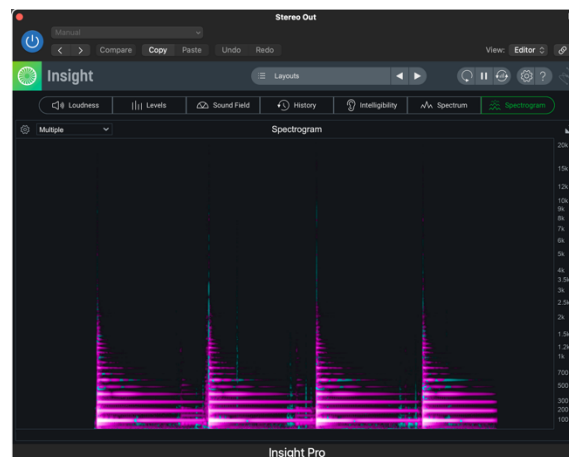 Stereo Out
Manual
Compare Copy Paste Undo Redo View: Editor
Insight Layouts ?
Loudness Levels Sound Field History Intelligibility Spectrum Spectrogram
Multiple Spectrogram
20k
15k
12k
10k
9k
8k
7k
6k
5k
4k
3.5k
3k
2.5k
2k
1.5k
1.2k
1k
700
500
300
200
100
Insight Pro